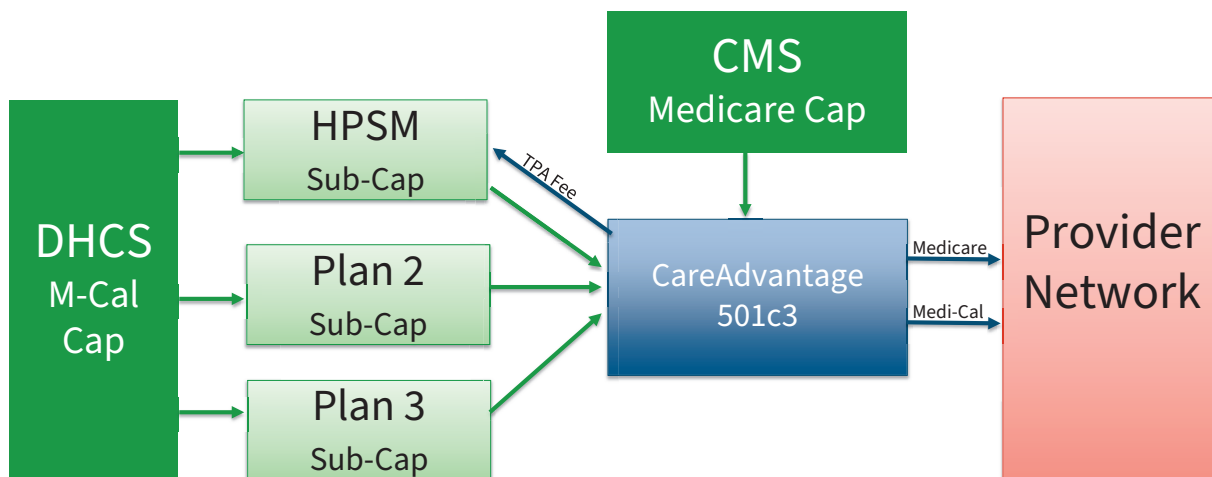 DHCS
M-Cal
Cap
HPSM
Sub-Cap
Plan 2
Sub-Cap
Plan 3
Sub-Cap
TPA Fee
CMS
Medicare Cap
CareAdvantage
501c3
Medicare
Medi-Cal
Provider
Network